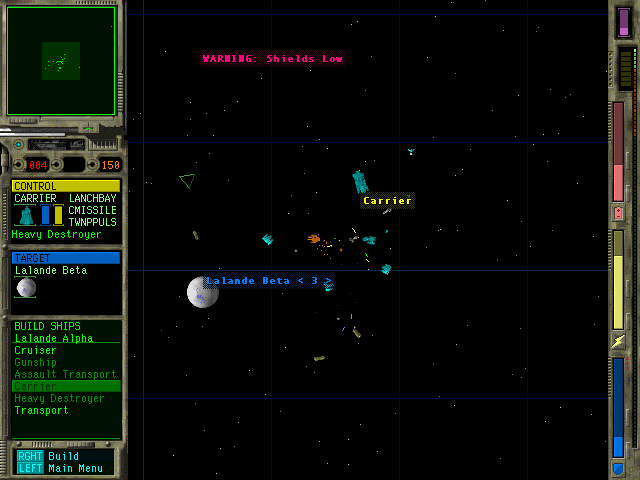 WARNING: Shields Low
004 150
CONTROL
CARRIER LANCHBAY
CMISSILE
TWNPPULS
Heavy Destroyer
Carrier
TARGET
Lalande Beta
Lalande Beta < 3 >
BUILD SHIPS
Lalande Alpha
Cruiser
Gunship
Assault Transport
Carrier
Heavy Destroyer
Transport
RGHT Build
LEFT Main Menu